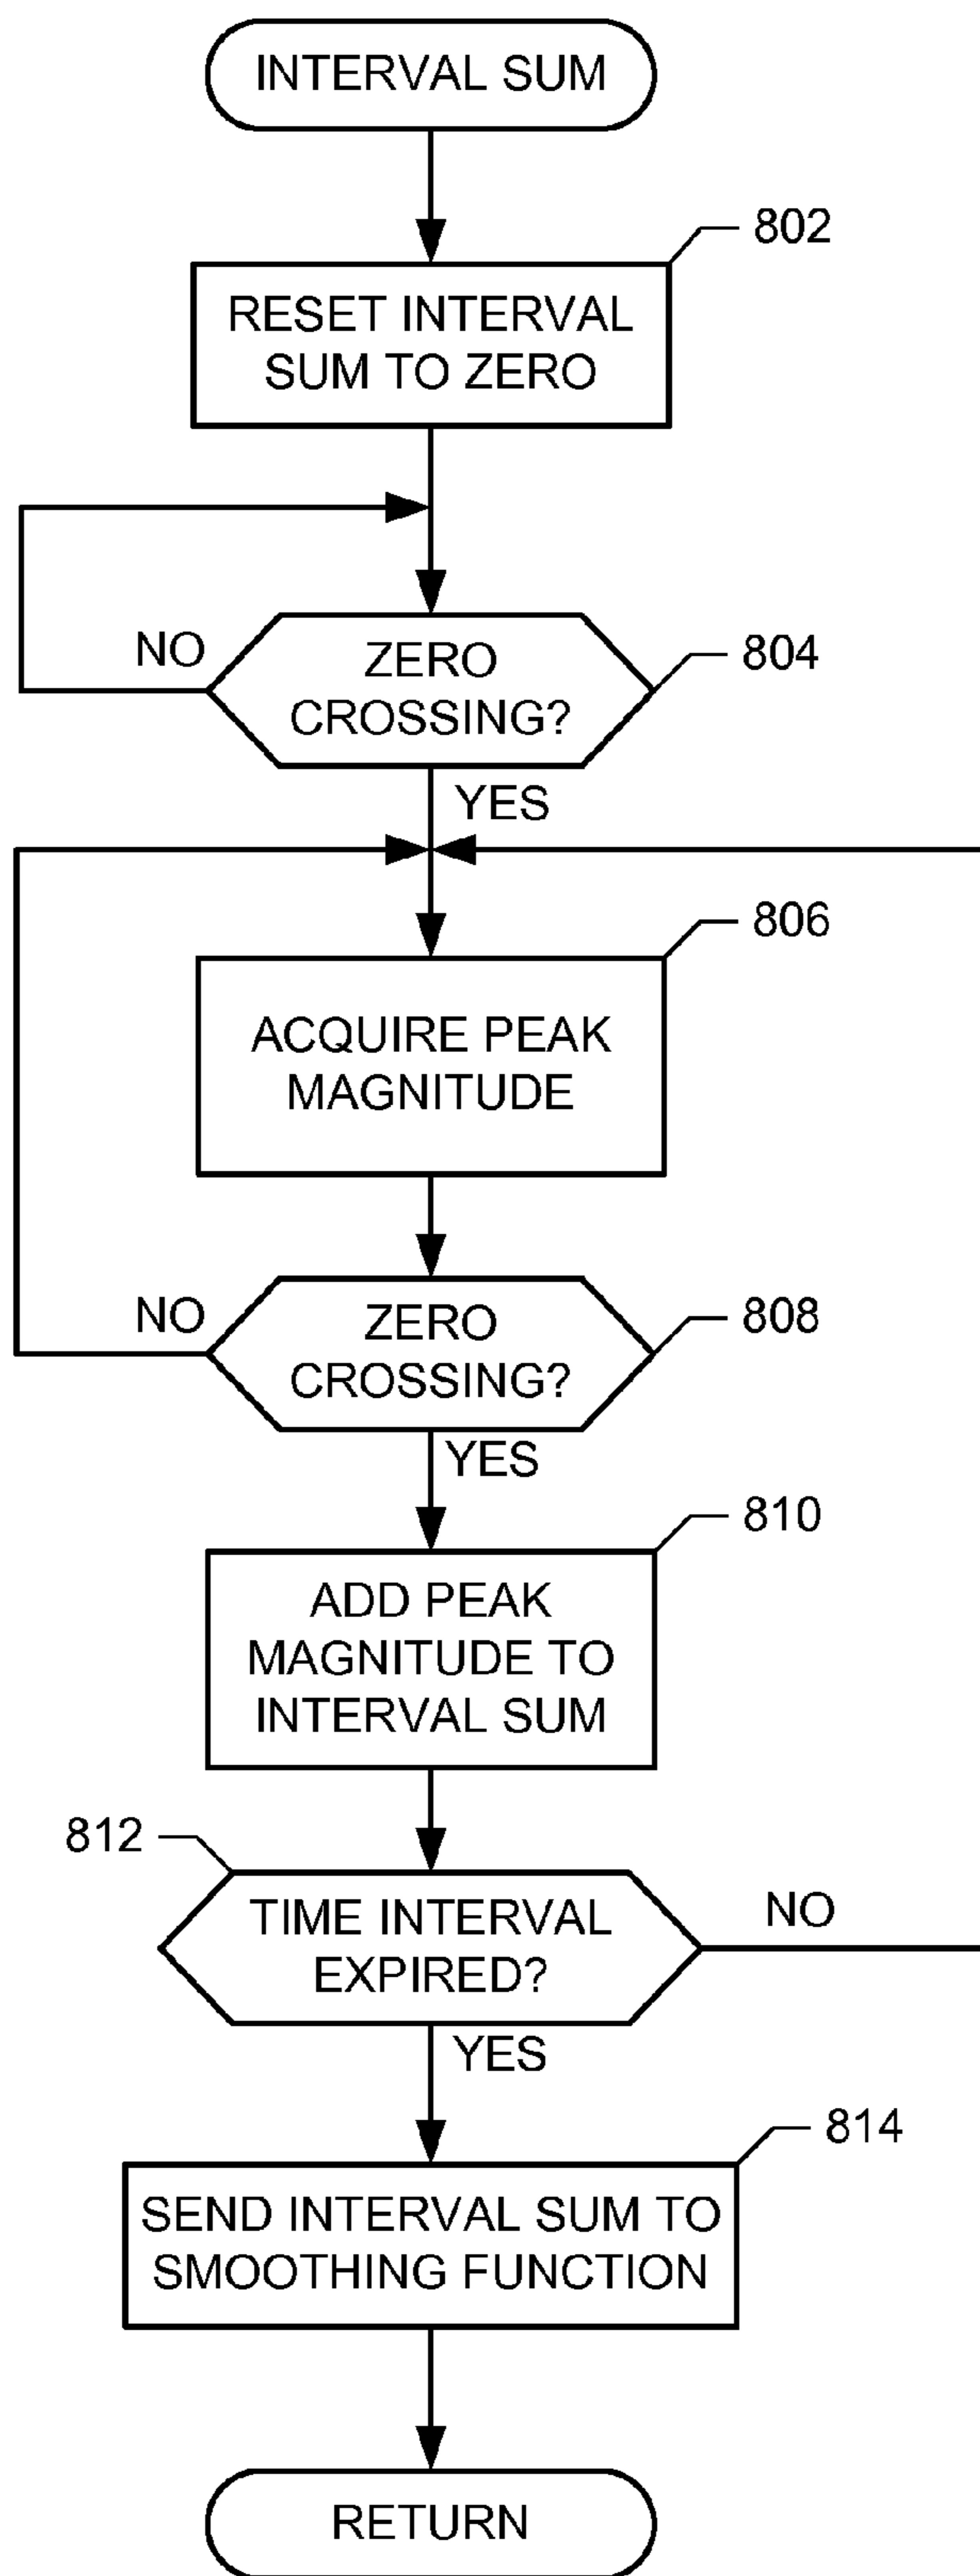 INTERVAL SUM
802
RESET INTERVAL
SUM TO ZERO
NO
ZERO
CROSSING?
804
YES
806
ACQUIRE PEAK
MAGNITUDE
NO
ZERO
CROSSING?
808
YES
810
ADD PEAK
MAGNITUDE TO
INTERVAL SUM
812
TIME INTERVAL
EXPIRED?
NO
YES
814
SEND INTERVAL SUM TO
SMOOTHING FUNCTION
RETURN